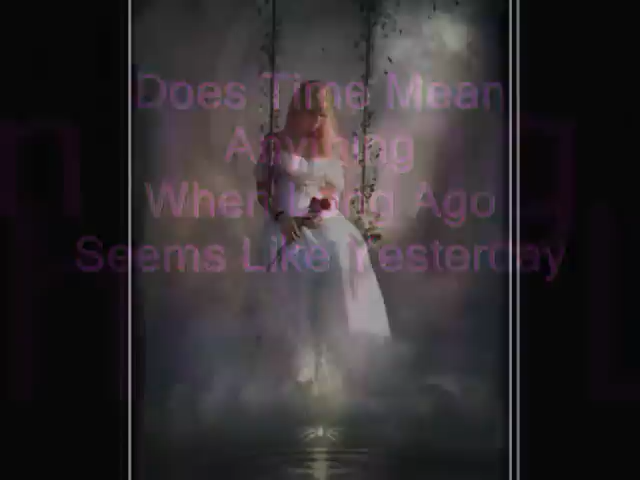 Does Time Mean
Anything
When Long Ago
Seems Like Yesterday